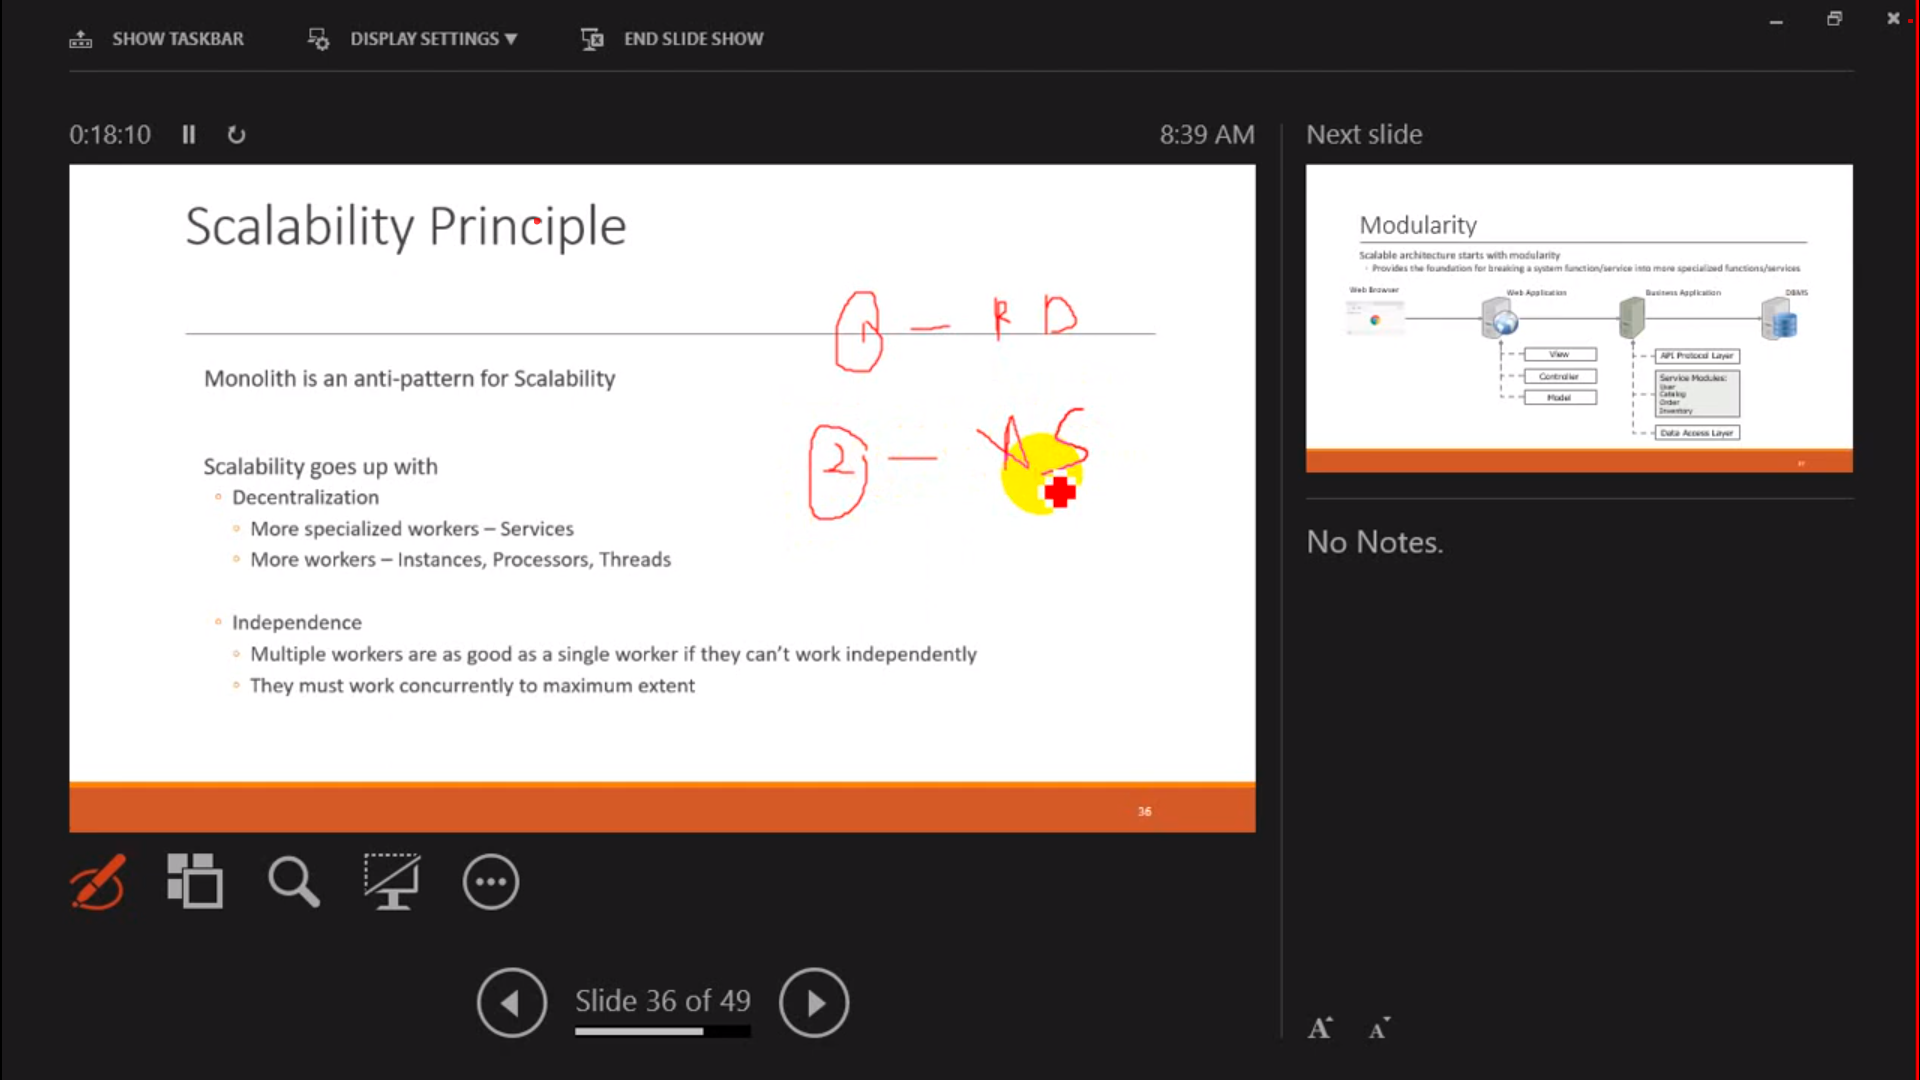 SHOW TASKBAR
DISPLAY SETTINGS ▼
END SLIDE SHOW
0:18:10
8:39 AM
Next slide
Scalability Principle
1 — R D
Monolith is an anti-pattern for Scalability
2 — S
Scalability goes up with
Decentralization
More specialized workers – Services
More workers – Instances, Processors, Threads
Independence
Multiple workers are as good as a single worker if they can't work independently
They must work concurrently to maximum extent
36
Modularity
Scalable architecture starts with modularity
Provides the foundation for breaking a system function/service into more specialized functions/services
Web Browser
Web Application
Business Application
DBMS
View
Controller
Model
API Protocol Layer
Service Modules:
User
Catalog
Order
Inventory
Data Access Layer
37
No Notes.
Slide 36 of 49
A A